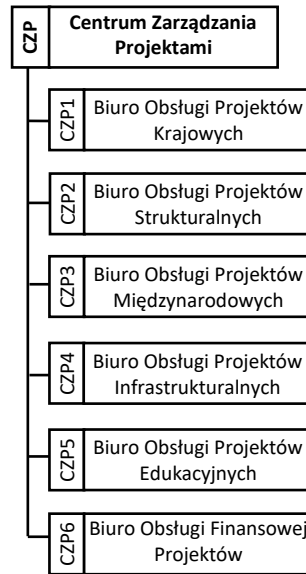 CZP
Centrum Zarządzania
Projektami
CZP1
Biuro Obsługi Projektów
Krajowych
CZP2
Biuro Obsługi Projektów
Strukturalnych
CZP3
Biuro Obsługi Projektów
Międzynarodowych
CZP4
Biuro Obsługi Projektów
Infrastrukturalnych
CZP5
Biuro Obsługi Projektów
Edukacyjnych
CZP6
Biuro Obsługi Finansowej
Projektów